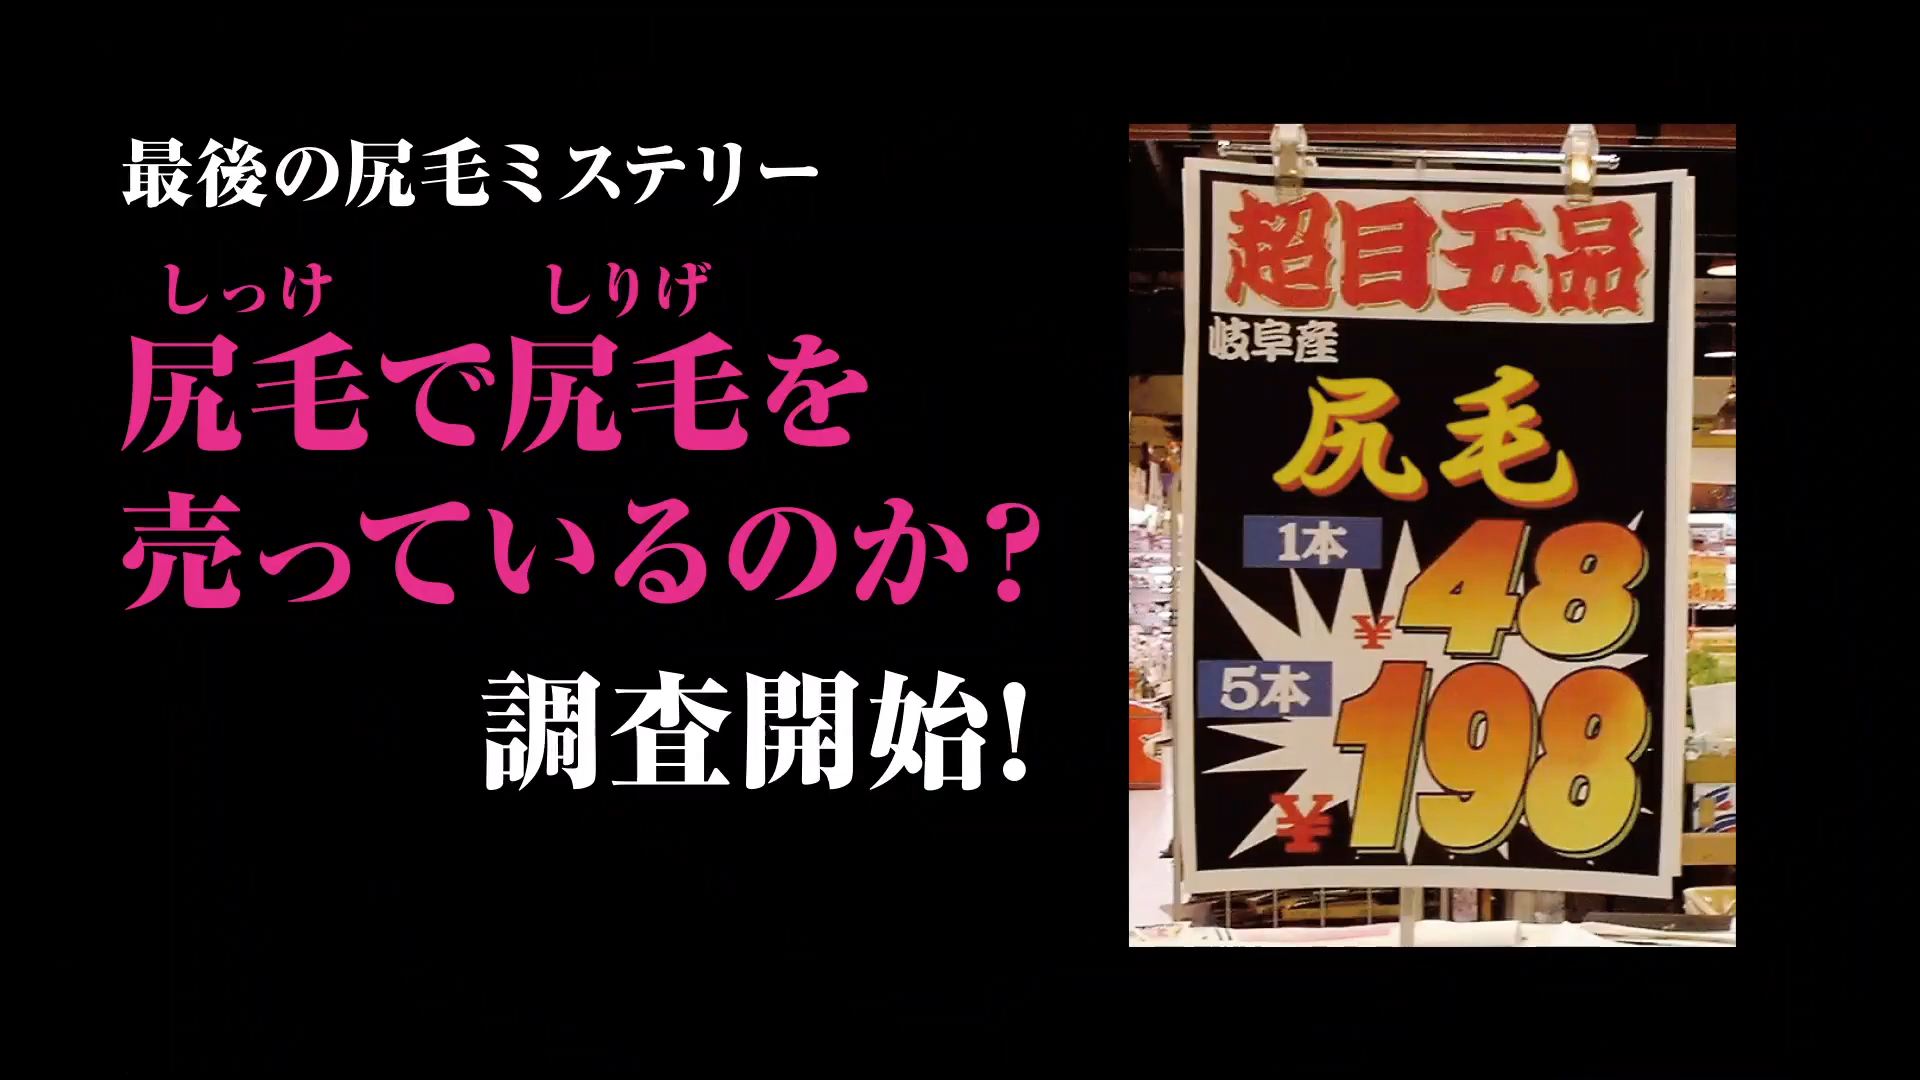 最後の尻毛ミステリー
しっけ しりげ
尻毛で尻毛を
売っているのか?
調査開始!
超目玉品
岐阜産
尻毛
1本 ¥48
5本 ¥198